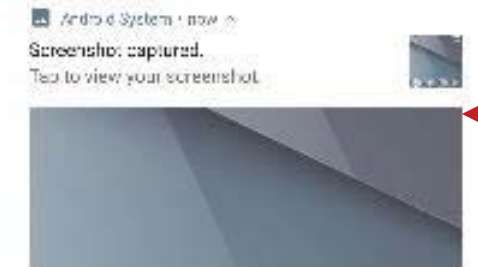 Android System • now ^
Screenshot captured.
Tap to view your screenshot.